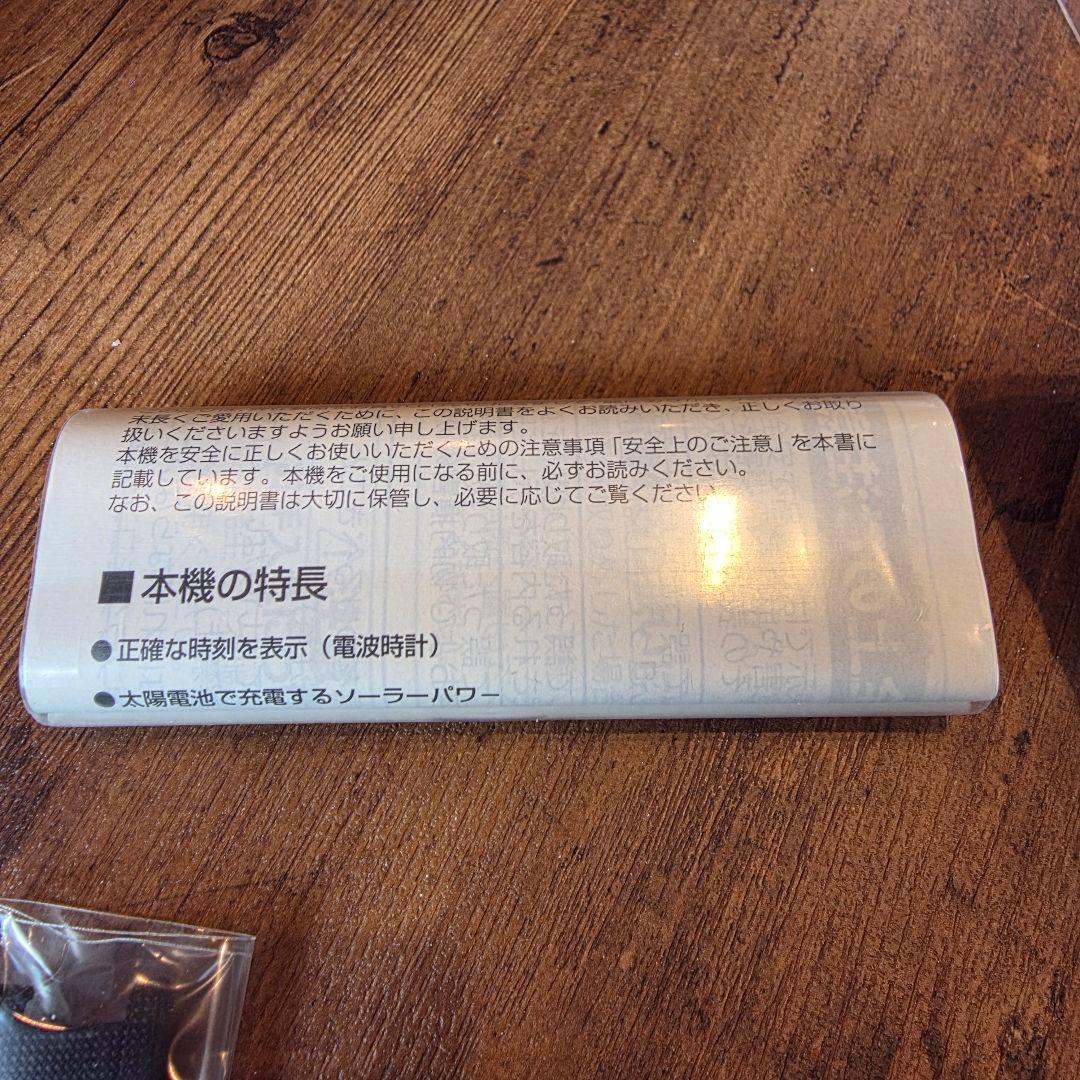 末長くご愛用いただくために、この説明書をよくお読みいただき、正しくお取り
扱いくださいますようお願い申し上げます。
本機を安全に正しくお使いいただくための注意事項「安全上のご注意」を本書に
記載しています。本機をご使用になる前に、必ずお読みください。
なお、この説明書は大切に保管し、必要に応じてご覧ください
■本機の特長
●正確な時刻を表示（電波時計）
●太陽電池で充電するソーラーパワー